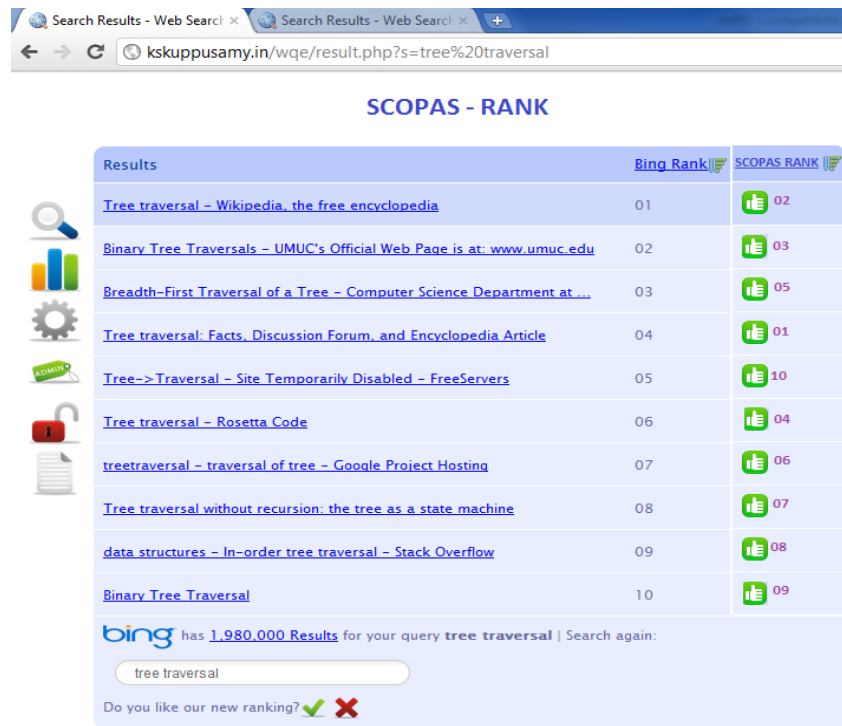 Search Results - Web Search
Search Results - Web Search
kskuppusamy.in/wqe/result.php?s=tree%20traversal
SCOPAS - RANK
Results Bing Rank SCOPAS RANK
Tree traversal - Wikipedia, the free encyclopedia 01 02
Binary Tree Traversals - UMUC's Official Web Page is at: www.umuc.edu 02 03
Breadth-First Traversal of a Tree - Computer Science Department at ... 03 05
Tree traversal: Facts, Discussion Forum, and Encyclopedia Article 04 01
ADMIN
Tree->Traversal - Site Temporarily Disabled - FreeServers 05 10
Tree traversal - Rosetta Code 06 04
treetraversal - traversal of tree - Google Project Hosting 07 06
Tree traversal without recursion: the tree as a state machine 08 07
data structures - In-order tree traversal - Stack Overflow 09 08
Binary Tree Traversal 10 09
bing has 1,980,000 Results for your query tree traversal | Search again:
tree traversal
Do you like our new ranking?